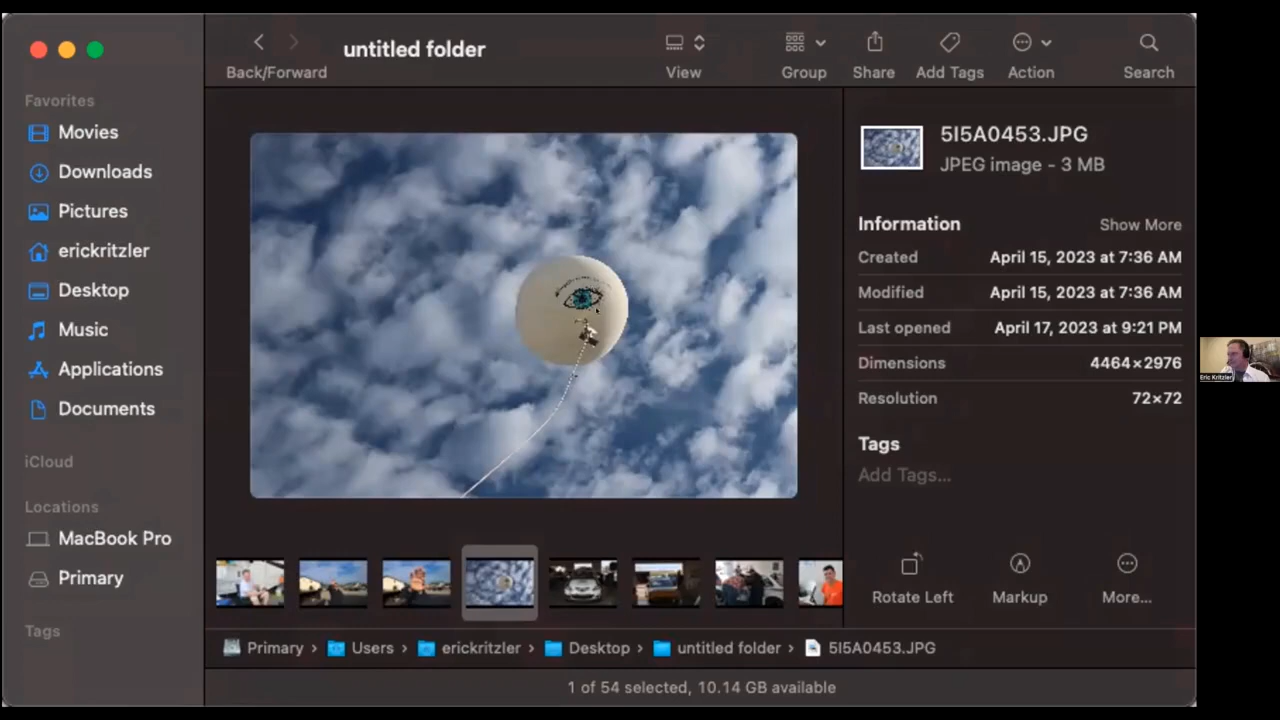 untitled folder
Back/Forward
View
Group
Share
Add Tags
Action
Search
Favorites
Movies
Downloads
Pictures
erickritzler
Desktop
Music
Applications
Documents
iCloud
Locations
MacBook Pro
Primary
Tags
5I5A0453.JPG
JPEG image - 3 MB
Information Show More
Created April 15, 2023 at 7:36 AM
Modified April 15, 2023 at 7:36 AM
Last opened April 17, 2023 at 9:21 PM
Dimensions 4464×2976
Resolution 72×72
Tags
Add Tags...
Rotate Left
Markup
More...
Primary › Users › erickritzler › Desktop › untitled folder › 5I5A0453.JPG
1 of 54 selected, 10.14 GB available
Eric Kritzler